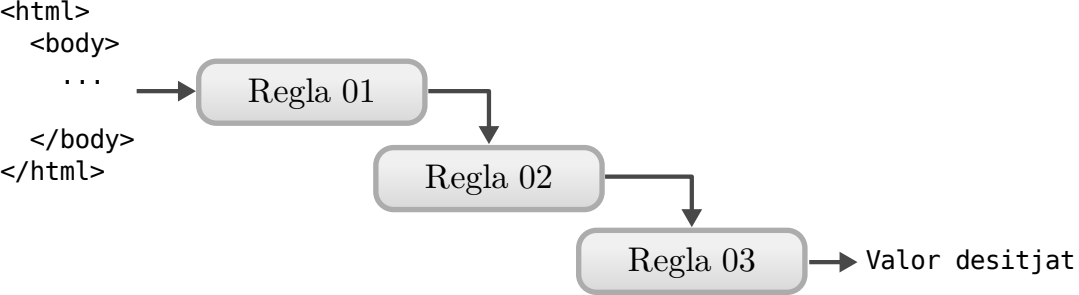 <html>
<body>
...
</body>
</html>
Regla 01
Regla 02
Regla 03
Valor desitjat